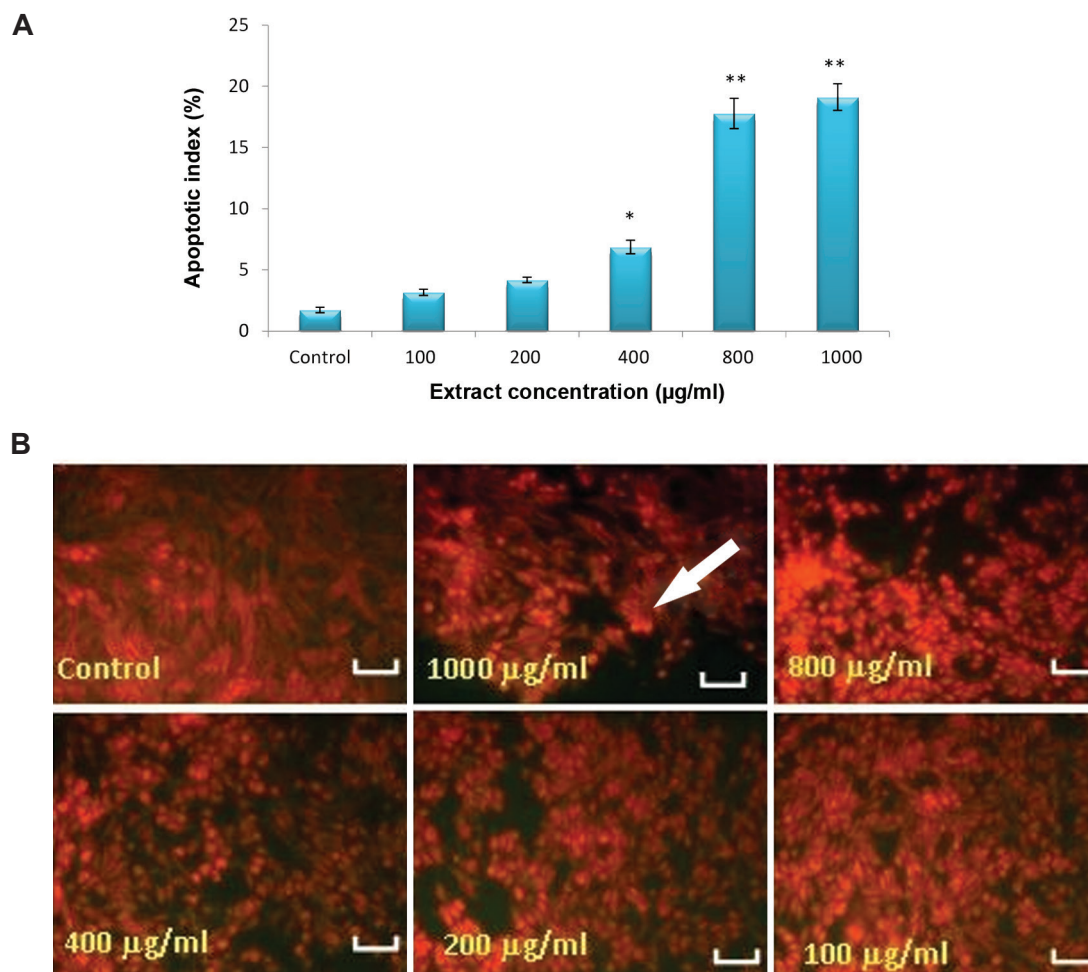 A
25
20
15
10
5
0
Apoptotic index (%)
*
**
**
Control 100 200 400 800 1000
Extract concentration (µg/ml)
B
Control
1000 µg/ml
800 µg/ml
400 µg/ml
200 µg/ml
100 µg/ml